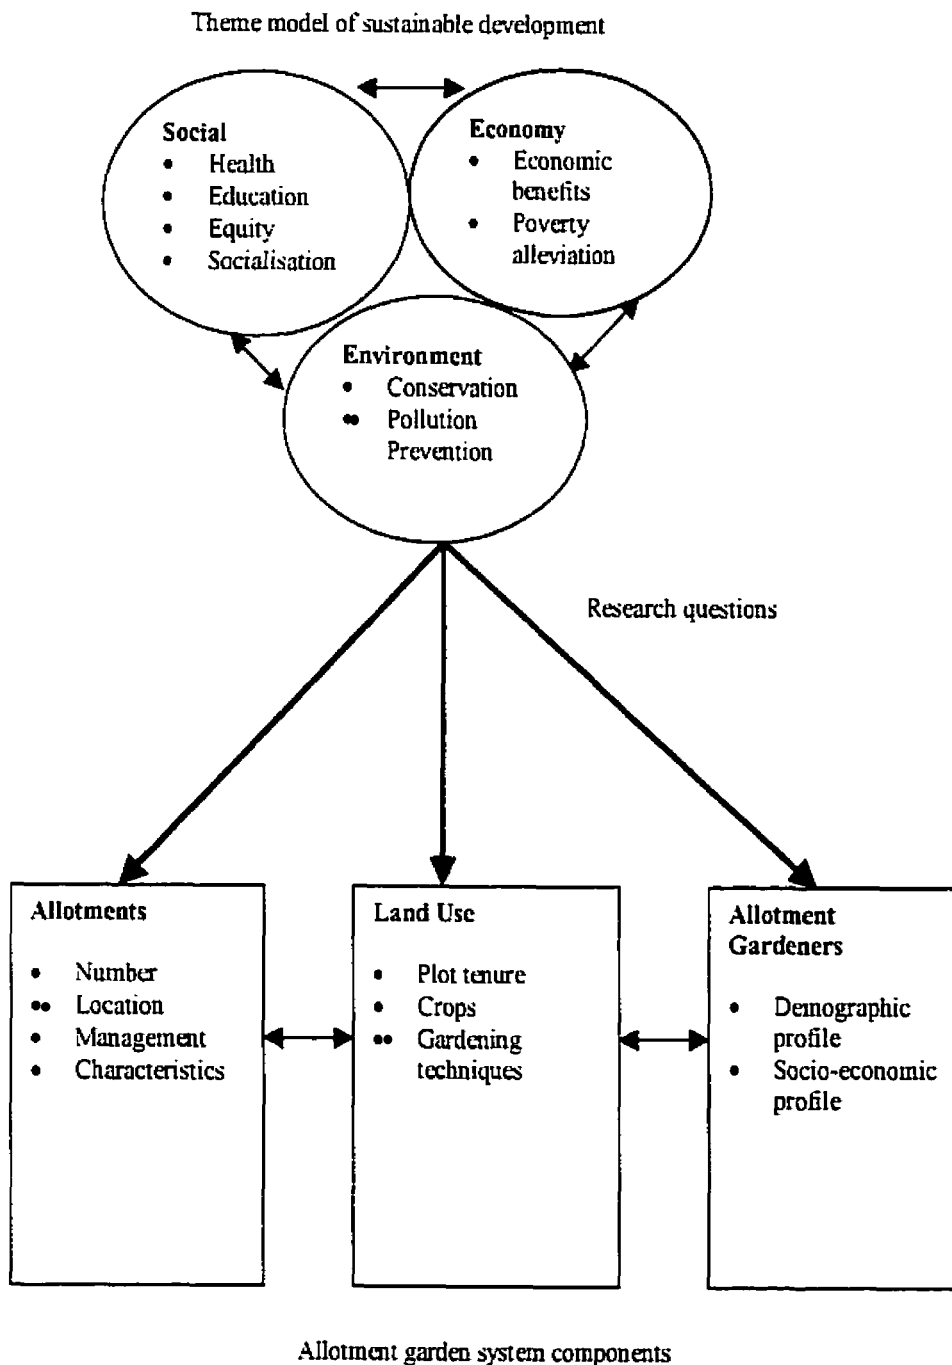 Theme model of sustainable development
Social
• Health
• Education
• Equity
• Socialisation
Economy
• Economic
benefits
• Poverty
alleviation
Environment
• Conservation
•• Pollution
Prevention
Research questions
Allotments
• Number
•• Location
• Management
• Characteristics
Land Use
• Plot tenure
• Crops
•• Gardening
techniques
Allotment
Gardeners
• Demographic
profile
• Socio-economic
profile
Allotment garden system components